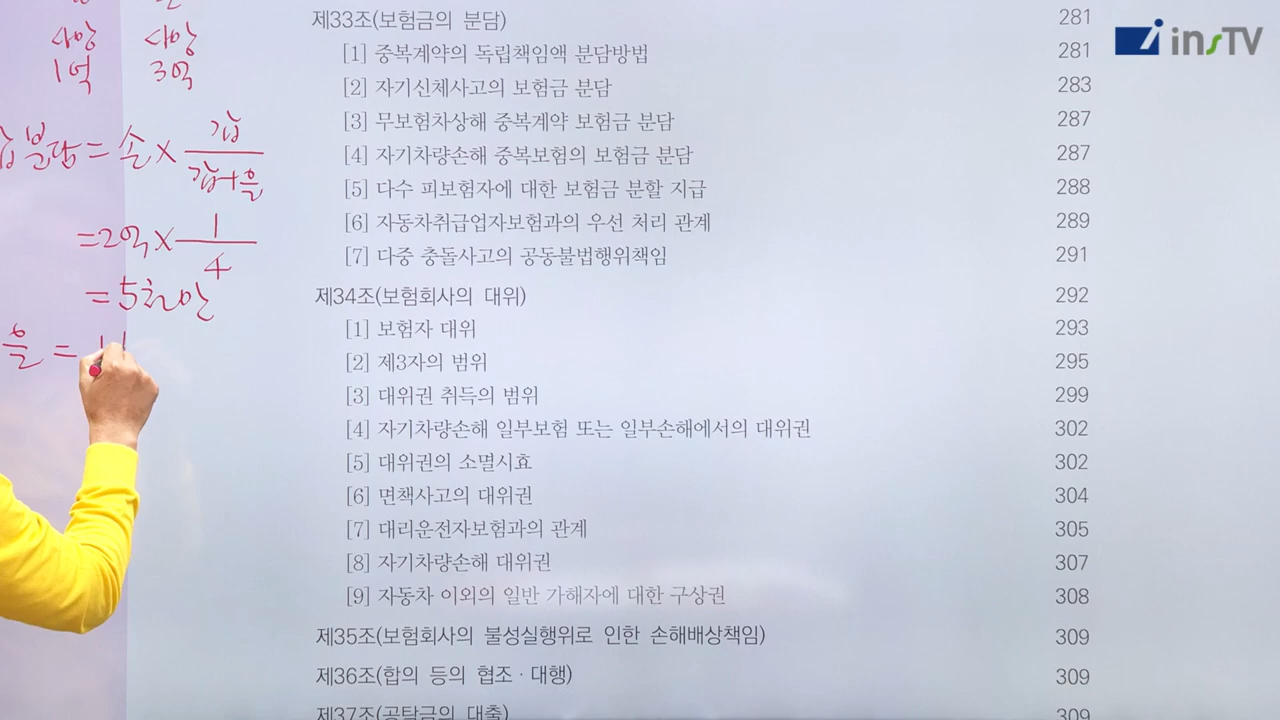 사망 사망
1억 3억
갑 분담 = 손 × 갑 / 갑+을
= 2억 × 1 / 4
= 5천만
을 =
insTV
제33조(보험금의 분담) 281
[1] 중복계약의 독립책임액 분담방법 281
[2] 자기신체사고의 보험금 분담 283
[3] 무보험차상해 중복계약 보험금 분담 287
[4] 자기차량손해 중복보험의 보험금 분담 287
[5] 다수 피보험자에 대한 보험금 분할 지급 288
[6] 자동차취급업자보험과의 우선 처리 관계 289
[7] 다중 충돌사고의 공동불법행위책임 291
제34조(보험회사의 대위) 292
[1] 보험자 대위 293
[2] 제3자의 범위 295
[3] 대위권 취득의 범위 299
[4] 자기차량손해 일부보험 또는 일부손해에서의 대위권 302
[5] 대위권의 소멸시효 302
[6] 면책사고의 대위권 304
[7] 대리운전자보험과의 관계 305
[8] 자기차량손해 대위권 307
[9] 자동차 이외의 일반 가해자에 대한 구상권 308
제35조(보험회사의 불성실행위로 인한 손해배상책임) 309
제36조(합의 등의 협조 · 대행) 309
제37조(공탁금의 대출) 309